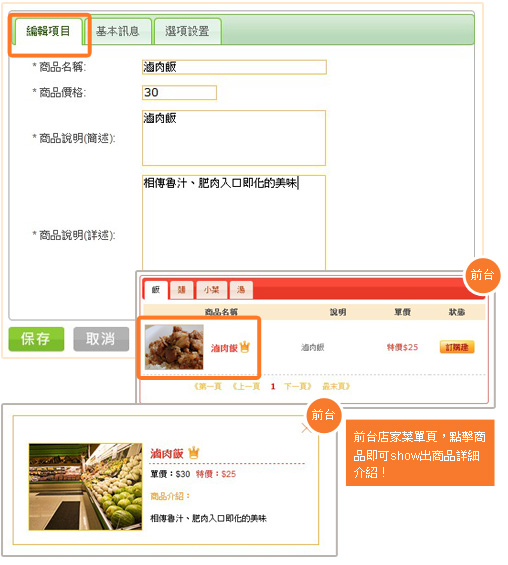 編輯項目 基本訊息 選項設置
* 商品名稱: 滷肉飯
* 商品價格: 30
* 商品說明(簡述): 滷肉飯
* 商品說明(詳述): 相傳魯汁、肥肉入口即化的美味
保存 取消
前台
飯 麵 小菜 湯
商品名稱 說明 單價 狀態
滷肉飯 滷肉飯 特價$25 訂購建
《第一頁 《上一頁 1 下一頁》 最末頁》
前台
滷肉飯
單價：$30 特價：$25
商品介紹：
相傳魯汁、肥肉入口即化的美味
前台店家菜單頁，點擊商
品即可show出商品詳細
介紹！